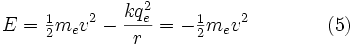 E = ½mₑv² − kqₑ²/r = −½mₑv² (5)